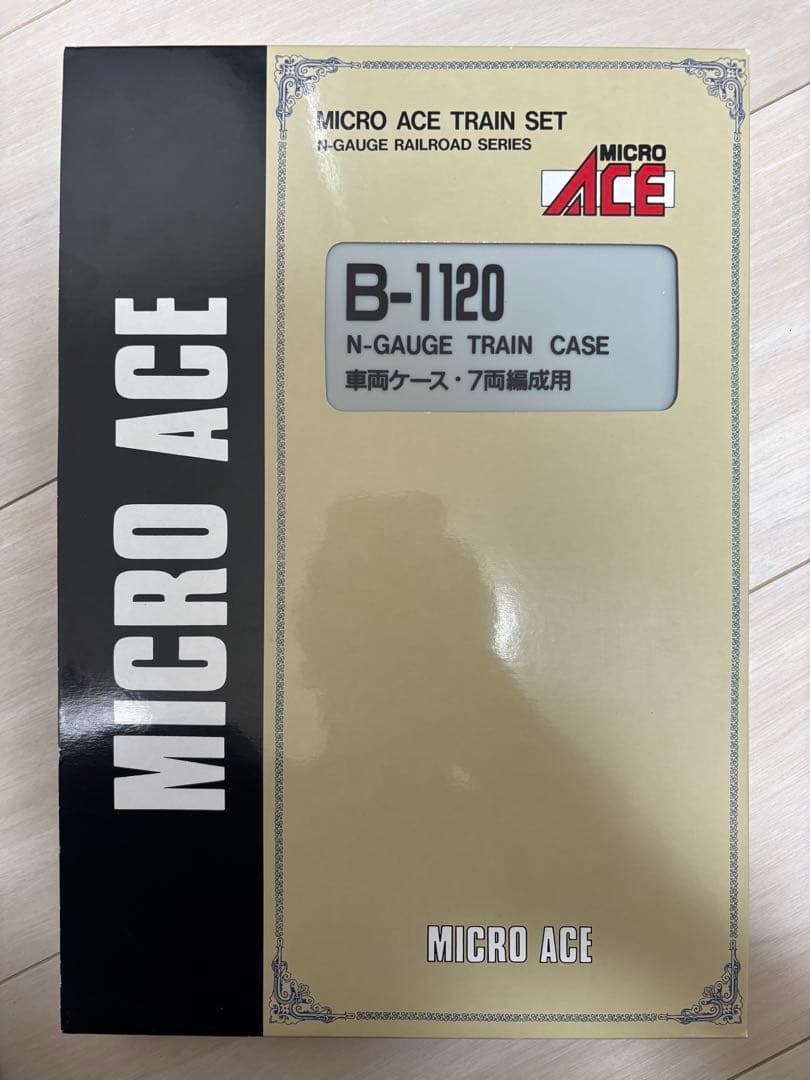 MICRO ACE
MICRO ACE TRAIN SET
N-GAUGE RAILROAD SERIES
MICRO
ACE
B-1120
N-GAUGE TRAIN CASE
車両ケース・7両編成用
MICRO ACE